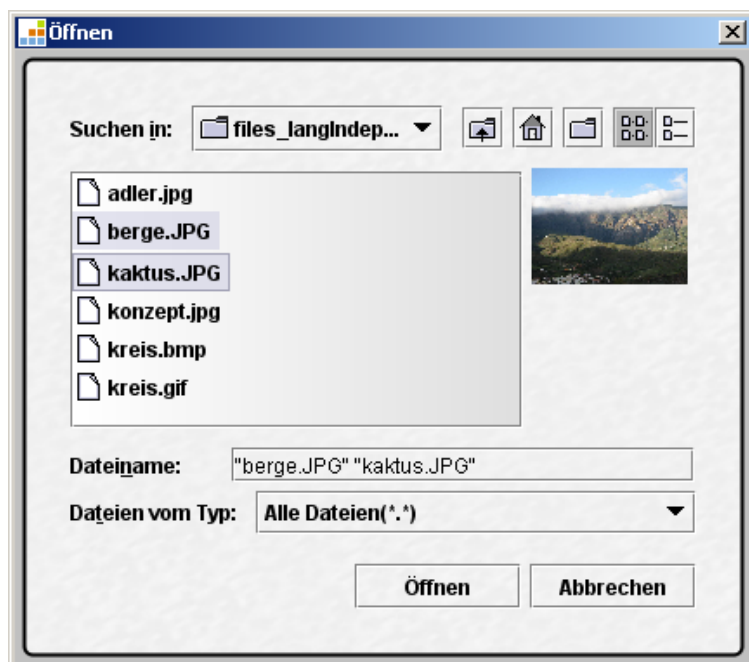 Öffnen
Suchen in: files_langIndep...
adler.jpg
berge.JPG
kaktus.JPG
konzept.jpg
kreis.bmp
kreis.gif
Dateiname: "berge.JPG" "kaktus.JPG"
Dateien vom Typ: Alle Dateien(*.*)
Öffnen Abbrechen